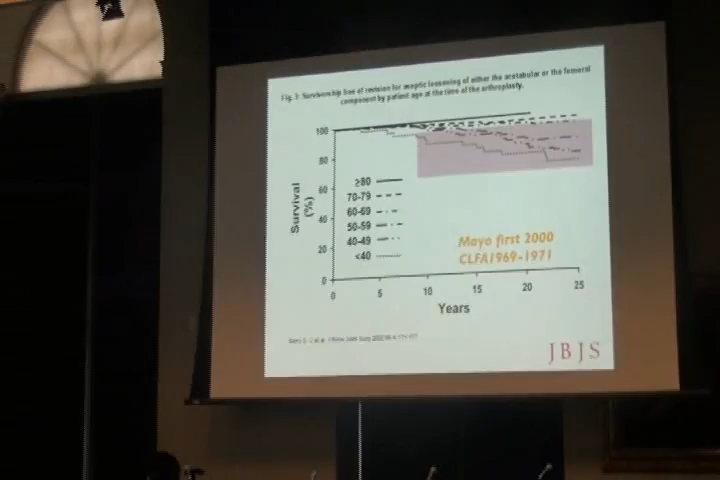 Fig. 3: Survivorship free of revision for aseptic loosening of either the acetabular or the femoral
component by patient age at the time of the arthroplasty.
100
80
60
40
20
0
Survival
(%)
≥80
70-79
60-69
50-59
40-49
<40
Mayo first 2000
CLFA1969-1971
0
5
10
15
20
25
Years
JBJS